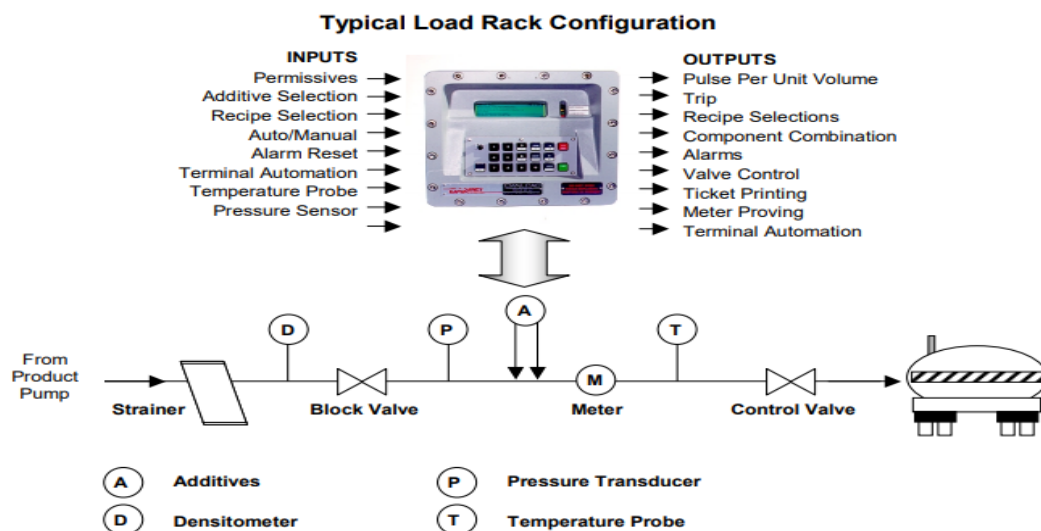 Typical Load Rack Configuration
INPUTS
Permissives
Additive Selection
Recipe Selection
Auto/Manual
Alarm Reset
Terminal Automation
Temperature Probe
Pressure Sensor
OUTPUTS
Pulse Per Unit Volume
Trip
Recipe Selections
Component Combination
Alarms
Valve Control
Ticket Printing
Meter Proving
Terminal Automation
A
D
P
T
From
Product
Pump
M
Strainer
Block Valve
Meter
Control Valve
A Additives
P Pressure Transducer
D Densitometer
T Temperature Probe